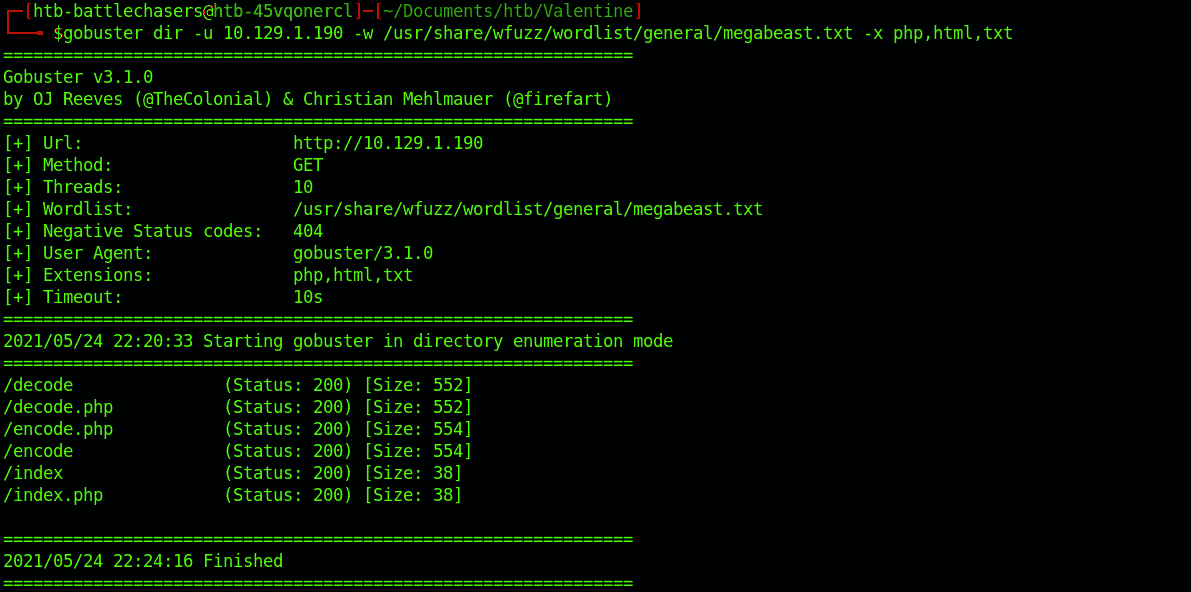 [htb-battlechasers@htb-45vqonercl]-[~/Documents/htb/Valentine]
$gobuster dir -u 10.129.1.190 -w /usr/share/wfuzz/wordlist/general/megabeast.txt -x php,html,txt
===============================================================
Gobuster v3.1.0
by OJ Reeves (@TheColonial) & Christian Mehlmauer (@firefart)
===============================================================
[+] Url:                     http://10.129.1.190
[+] Method:                  GET
[+] Threads:                 10
[+] Wordlist:                /usr/share/wfuzz/wordlist/general/megabeast.txt
[+] Negative Status codes:   404
[+] User Agent:              gobuster/3.1.0
[+] Extensions:              php,html,txt
[+] Timeout:                 10s
===============================================================
2021/05/24 22:20:33 Starting gobuster in directory enumeration mode
===============================================================
/decode               (Status: 200) [Size: 552]
/decode.php           (Status: 200) [Size: 552]
/encode.php           (Status: 200) [Size: 554]
/encode               (Status: 200) [Size: 554]
/index                (Status: 200) [Size: 38]
/index.php            (Status: 200) [Size: 38]
===============================================================
2021/05/24 22:24:16 Finished
===============================================================